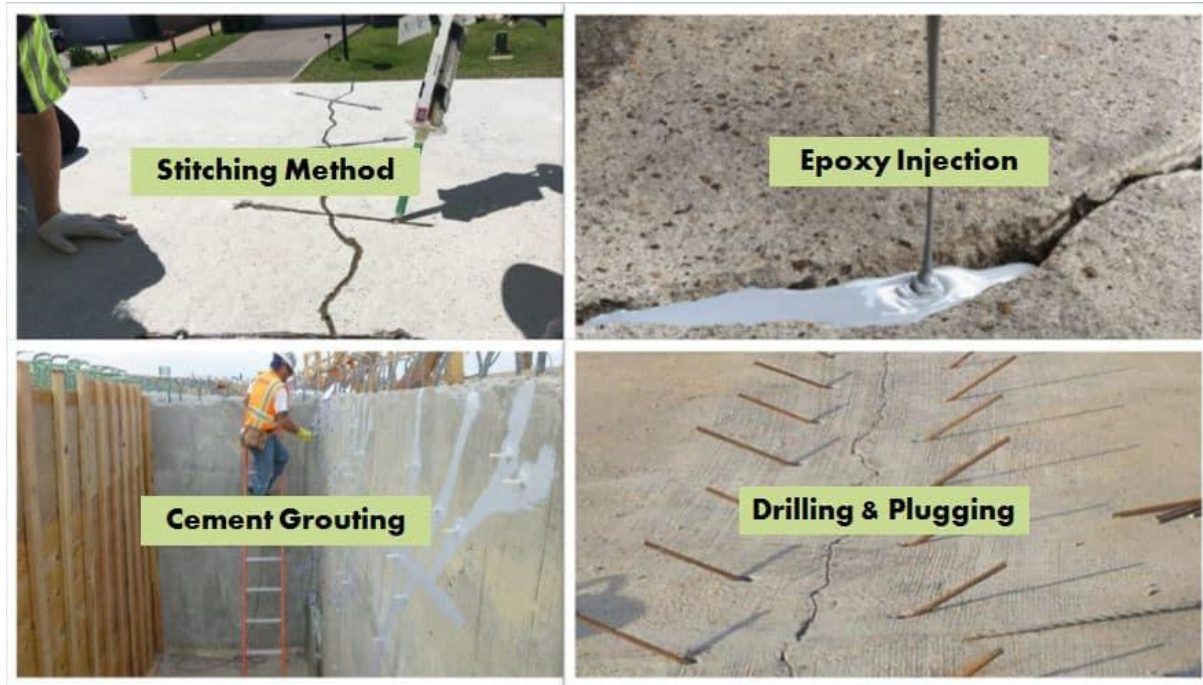 Stitching Method
Epoxy Injection
Cement Grouting
Drilling & Plugging